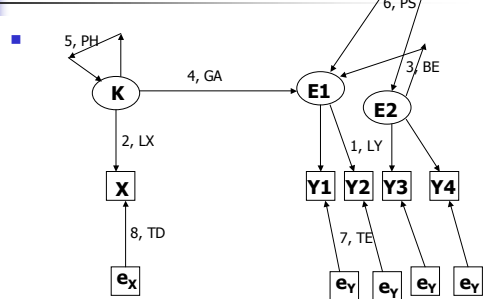 6, PS
5, PH
3, BE
4, GA
K
E1
E2
2, LX
1, LY
X
Y1 Y2 Y3 Y4
8, TD
7, TE
eX
eY eY eY eY